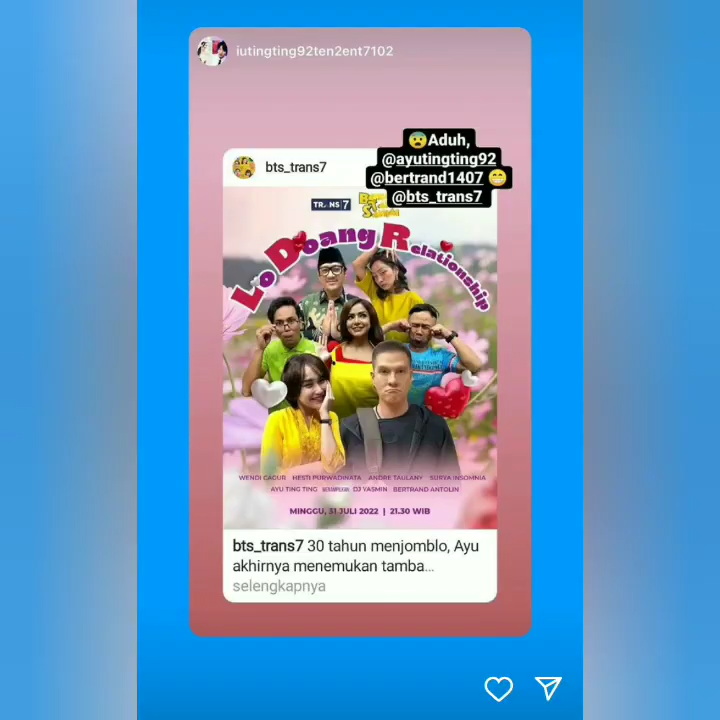 iutingting92ten2ent7102
😨Aduh,
@ayutingting92
@bertrand1407 😁
@bts_trans7
bts_trans7
TRANS|7
Lo Doang Relationship
WENDI CAGUR HESTI PURWADINATA ANDRE TAULANY SURYA INSOMNIA
AYU TING TING DJ YASMIN BERTRAND ANTOLIN
MINGGU, 31 JULI 2022 | 21.30 WIB
bts_trans7 30 tahun menjomblo, Ayu
akhirnya menemukan tamba...
selengkapnya